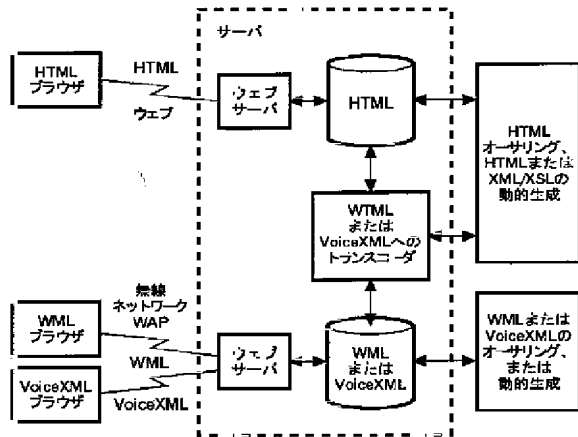 サーバ
HTML
ブラウザ
HTML
ウェブ
ウェブ
サーバ
HTML
HTML
オーサリング、
HTMLまたは
XML/XSLの
動的生成
WTML
または
VoiceXMLへの
トランスコーダ
無線
ネットワーク
WAP
WML
ブラウザ
WML
VoiceXML
ブラウザ
VoiceXML
ウェブ
サーバ
WML
または
VoiceXML
WMLまたは
VoiceXMLの
オーサリング、
または
動的生成